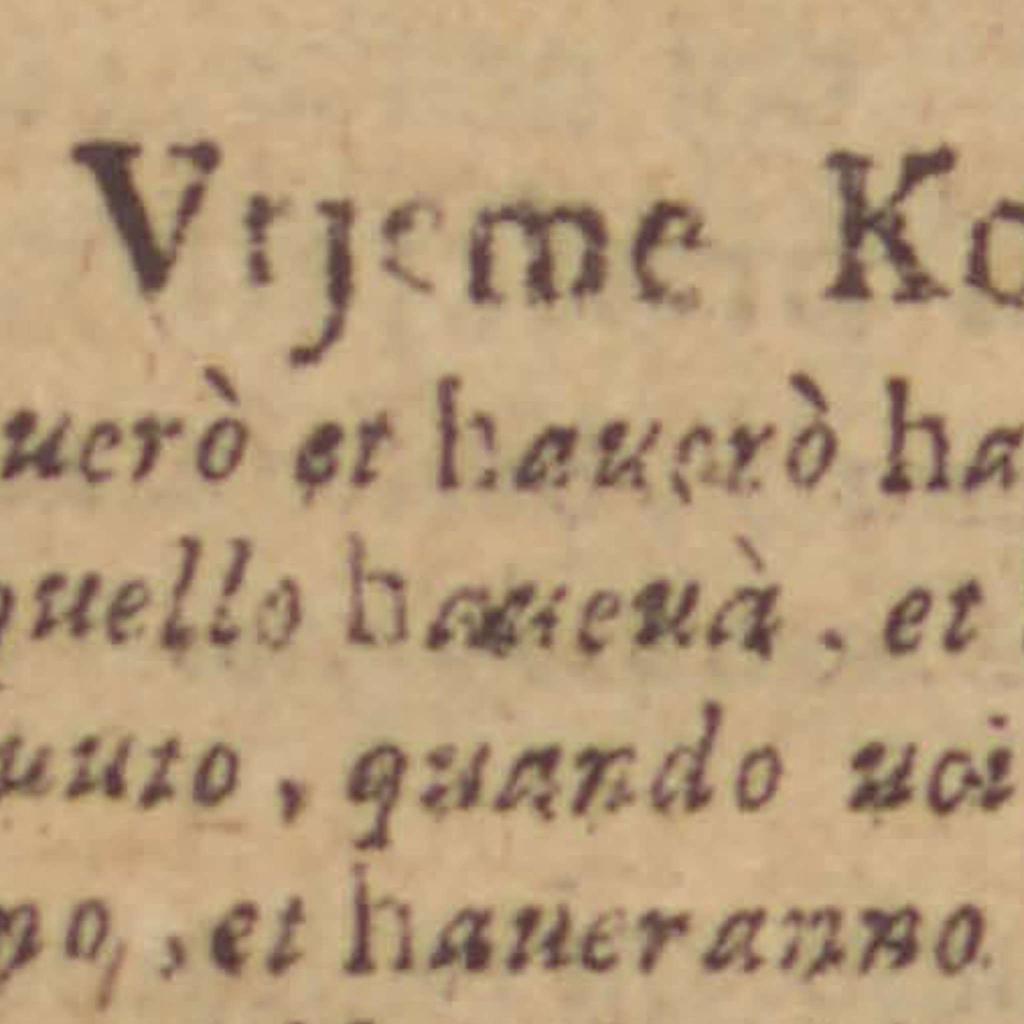 Vrjeme Ko
uerò et hauerò ha
quello haueuà, et
uuto, quando uoi
no, et haueranno.